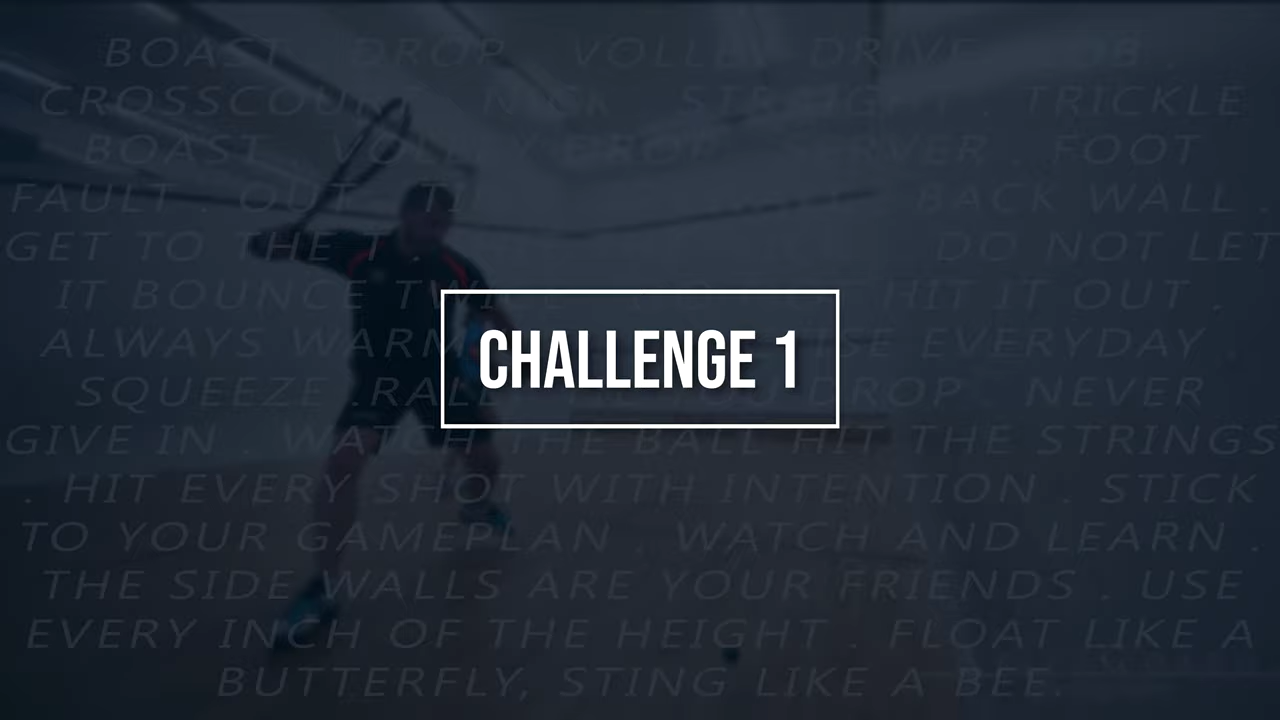 BOAST . DROP . VOLLEY DRIVE
CROSSCOURT . NICK . STRAIGHT . TRICKLE
BOAST . VOLLEY DROP . SERVER . FOOT
FAULT . OUT . BACK WALL .
GET TO THE T . DO NOT LET
IT BOUNCE TWICE HIT IT OUT .
CHALLENGE 1
ALWAYS WARM EVERYDAY
SQUEEZE . DROP . NEVER
GIVE IN . WATCH THE BALL HIT THE STRINGS
. HIT EVERY SHOT WITH INTENTION . STICK
TO YOUR GAMEPLAN . WATCH AND LEARN .
THE SIDE WALLS ARE YOUR FRIENDS . USE
EVERY INCH OF THE HEIGHT . FLOAT LIKE A
BUTTERFLY, STING LIKE A BEE.